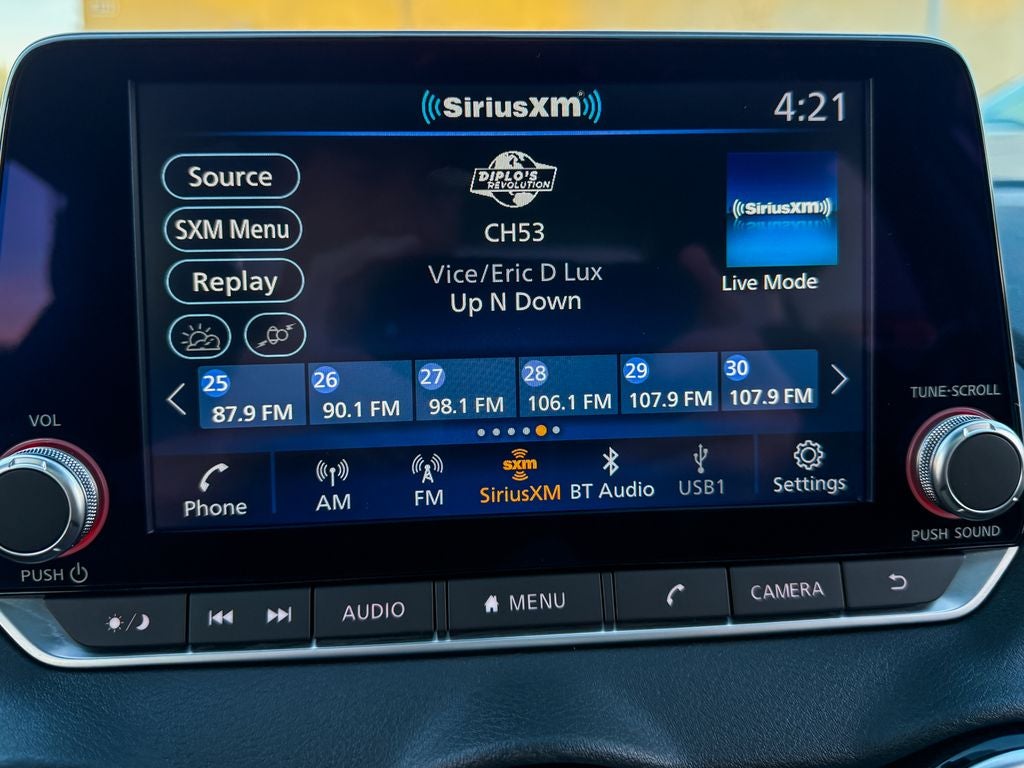 SiriusXM®
4:21
Source
SXM Menu
Replay
DIPLO'S
REVOLUTION
CH53
Vice/Eric D Lux
Up N Down
SiriusXM
Live Mode
25 87.9 FM
26 90.1 FM
27 98.1 FM
28 106.1 FM
29 107.9 FM
30 107.9 FM
VOL
TUNE·SCROLL
Phone
AM
FM
sxm
SiriusXM
BT Audio
USB1
Settings
PUSH
PUSH SOUND
AUDIO
MENU
CAMERA